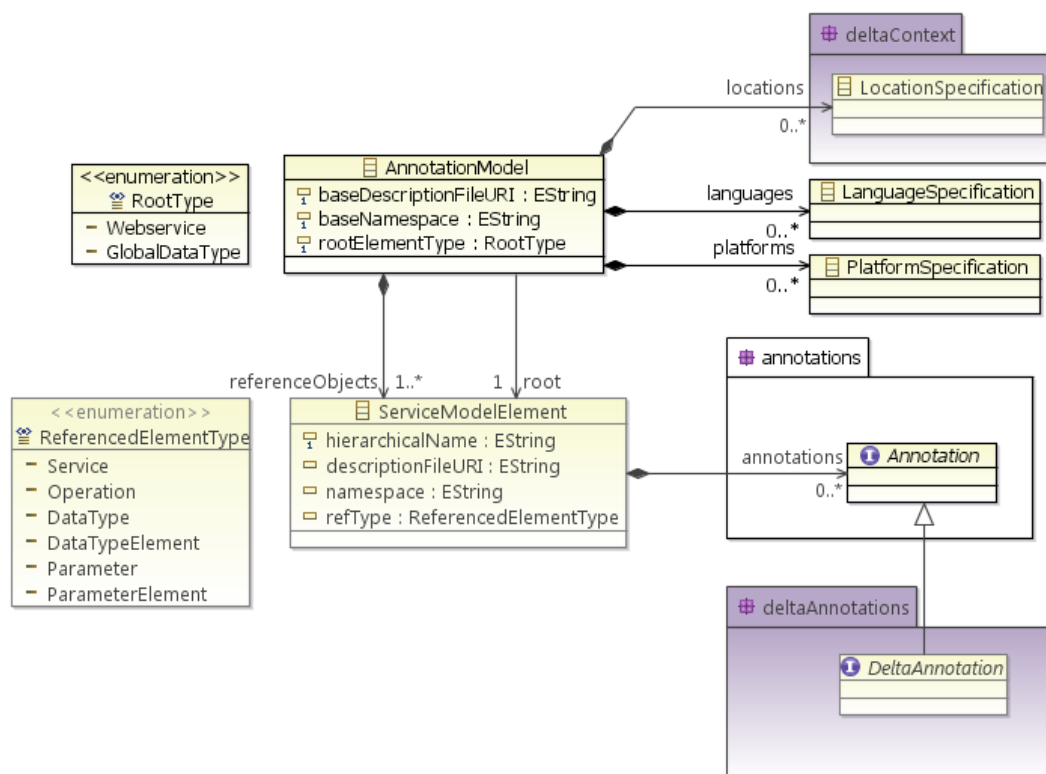 deltaContext
locations
LocationSpecification
0..*
<<enumeration>>
RootType
Webservice
GlobalDataType
AnnotationModel
baseDescriptionFileURI : EString
baseNamespace : EString
rootElementType : RootType
languages
LanguageSpecification
0..*
platforms
PlatformSpecification
0..*
referenceObjects
1..*
1
root
annotations
<<enumeration>>
ReferencedElementType
Service
Operation
DataType
DataTypeElement
Parameter
ParameterElement
ServiceModelElement
hierarchicalName : EString
descriptionFileURI : EString
namespace : EString
refType : ReferencedElementType
annotations
Annotation
0..*
deltaAnnotations
DeltaAnnotation